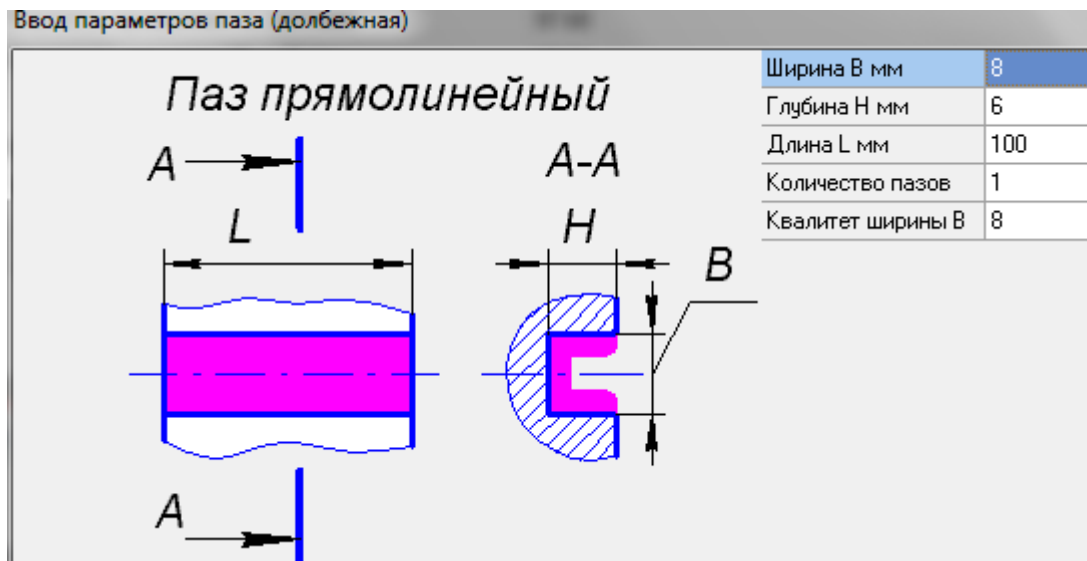 Ввод параметров паза (долбежная)
Паз прямолинейный
Ширина В мм 8
Глубина Н мм 6
Длина L мм 100
Количество пазов 1
Квалитет ширины В 8
А
А-А
L
Н
В
А